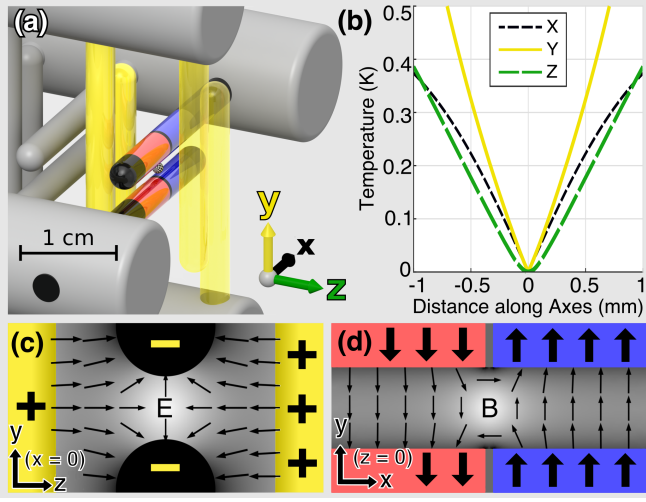 (a)
1 cm
y
x
z
(b)
0.5
0.4
0.3
0.2
0.1
0
Temperature (K)
X
Y
Z
-1
-0.5
0
0.5
1
Distance along Axes (mm)
(c)
+
+
+
+
−
E
−
y
(x = 0)
z
(d)
B
y
(z = 0)
x